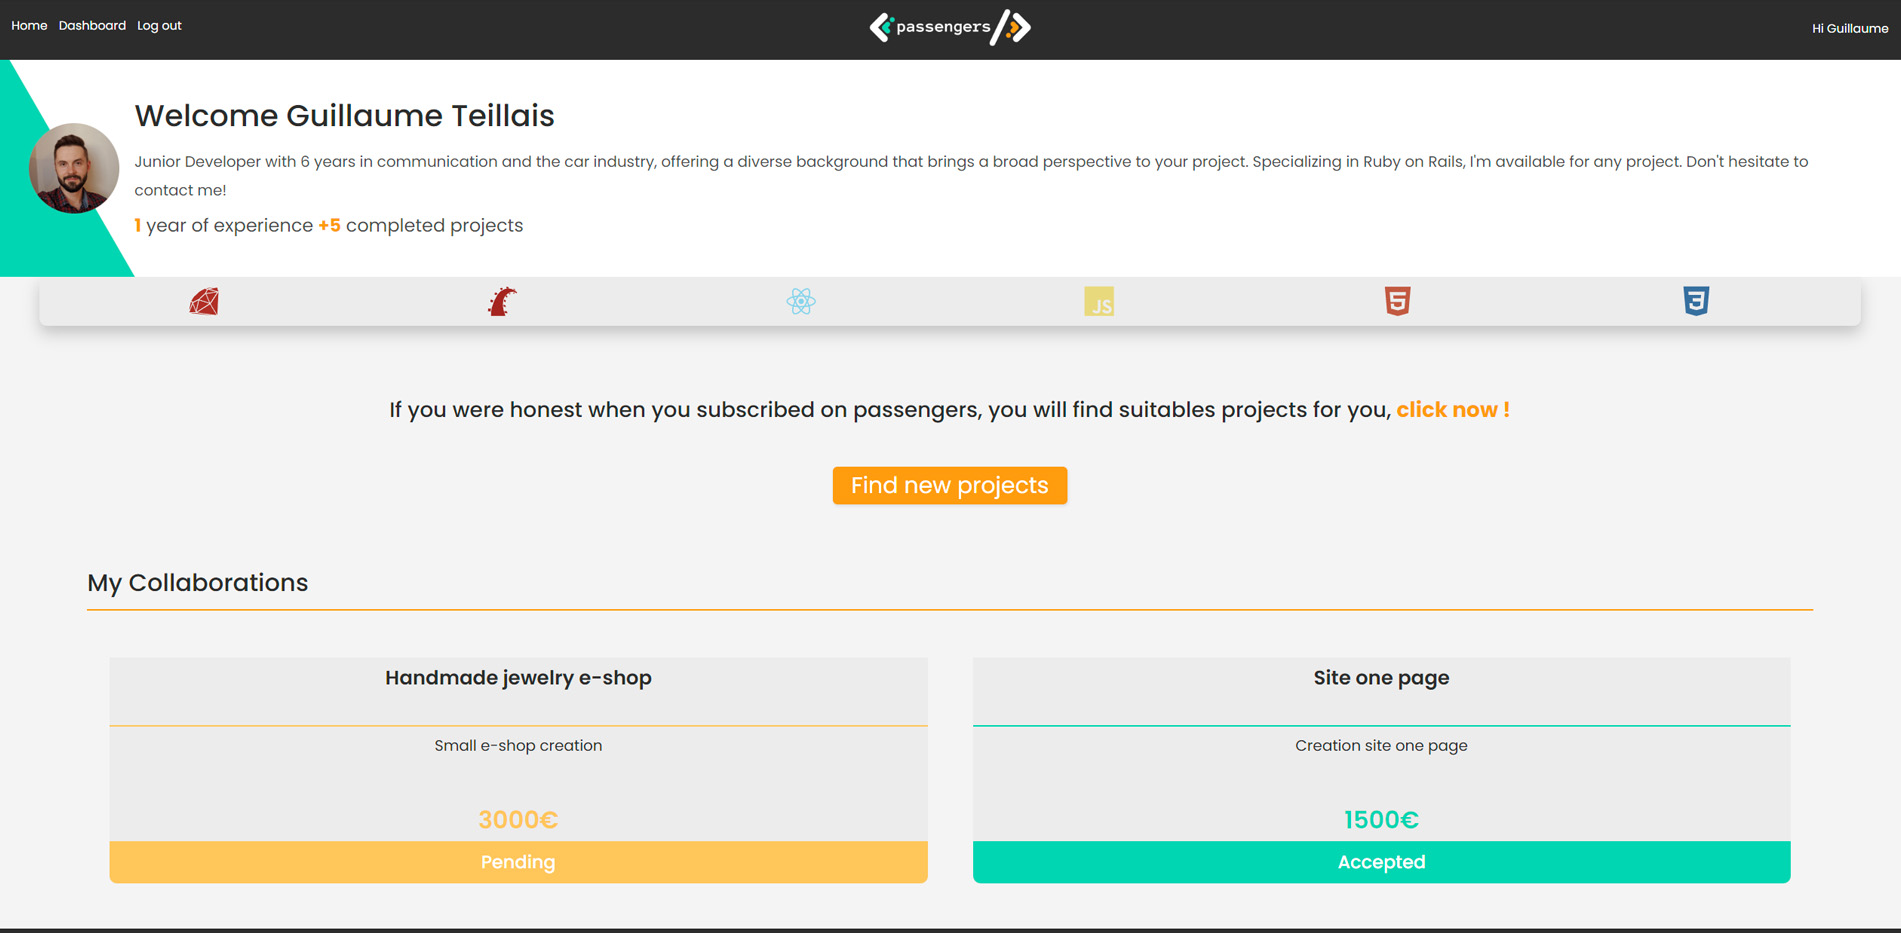 Home Dashboard Log out
passengers
Hi Guillaume
Welcome Guillaume Teillais
Junior Developer with 6 years in communication and the car industry, offering a diverse background that brings a broad perspective to your project. Specializing in Ruby on Rails, I'm available for any project. Don't hesitate to
contact me!
1 year of experience +5 completed projects
JS
5
3
If you were honest when you subscribed on passengers, you will find suitables projects for you, click now !
Find new projects
My Collaborations
Handmade jewelry e-shop
Small e-shop creation
3000€
Pending
Site one page
Creation site one page
1500€
Accepted